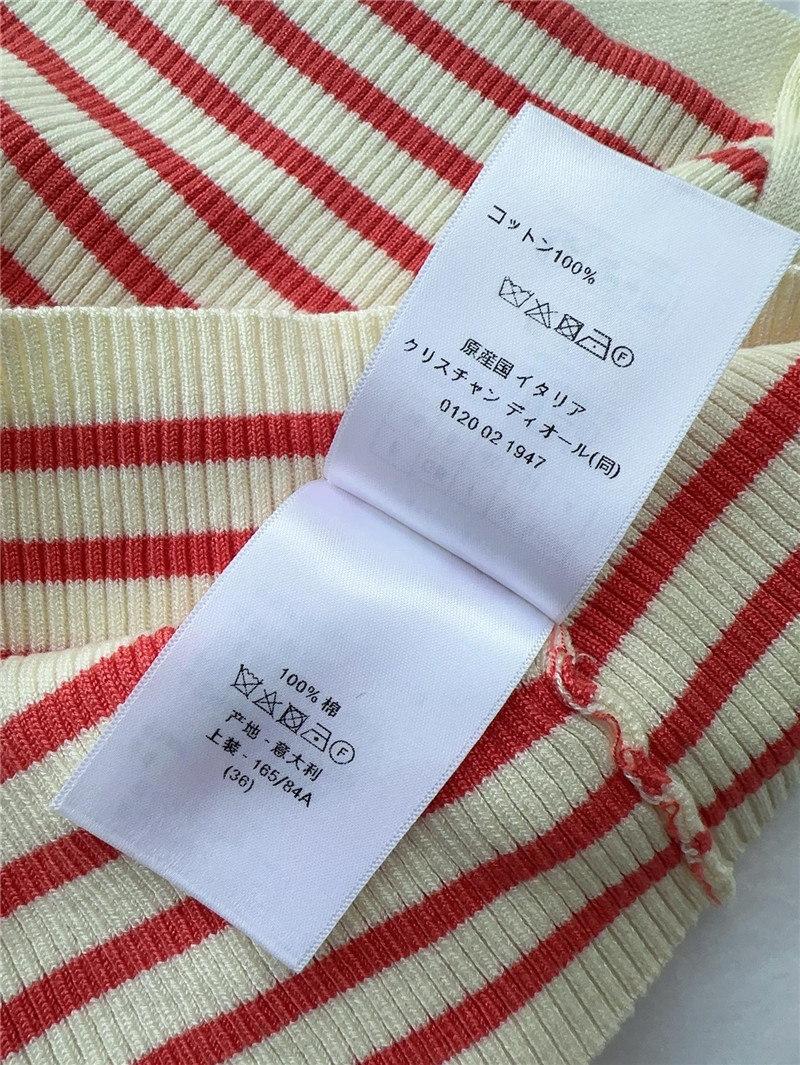 コットン100%
F
原産国 イタリア
クリスチャン ディオール(同)
0120 02 1947
100% 棉
F
产地 - 意大利
上装 - 165/84A
(36)